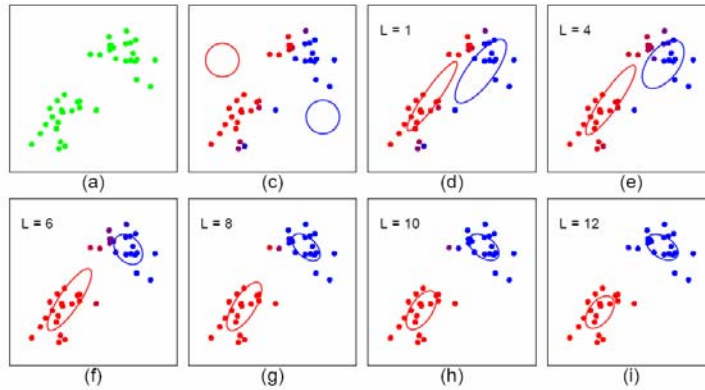 L = 1
L = 4
(a)
(c)
(d)
(e)
L = 6
L = 8
L = 10
L = 12
(f)
(g)
(h)
(i)